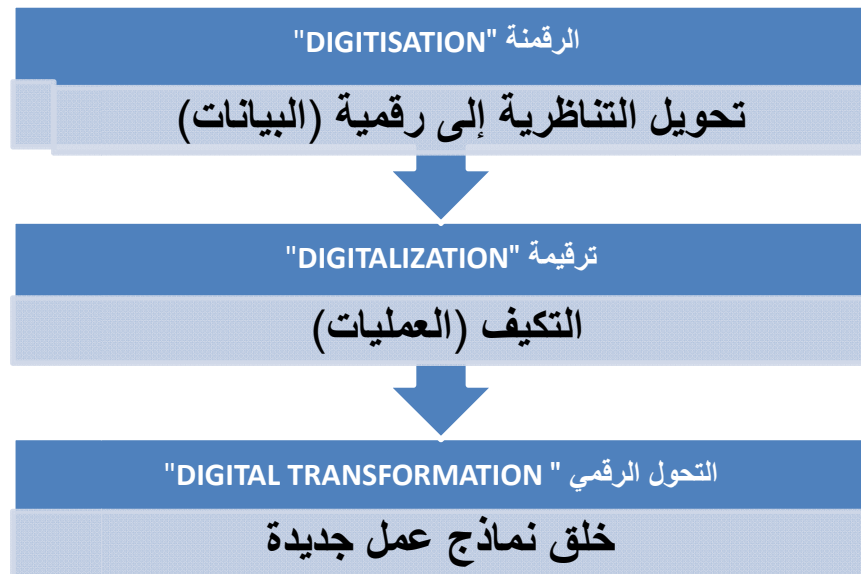 الرقمنة "DIGITISATION"
تحويل التناظرية إلى رقمية (البيانات)
ترقيمة "DIGITALIZATION"
التكيف (العمليات)
التحول الرقمي " DIGITAL TRANSFORMATION"
خلق نماذج عمل جديدة